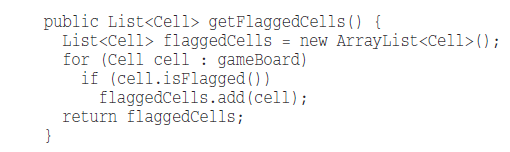 public List<Cell> getFlaggedCells() {
List<Cell> flaggedCells = new ArrayList<Cell>();
for (Cell cell : gameBoard)
if (cell.isFlagged())
flaggedCells.add(cell);
return flaggedCells;
}